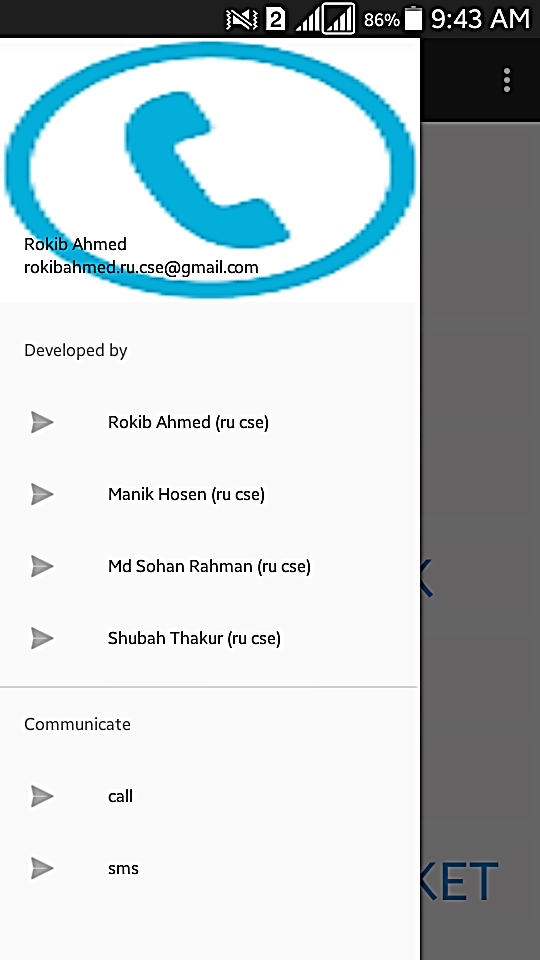 2 86% 9:43 AM
Rokib Ahmed
rokibahmed.ru.cse@gmail.com
Developed by
Rokib Ahmed (ru cse)
Manik Hosen (ru cse)
Md Sohan Rahman (ru cse)
Shubah Thakur (ru cse)
Communicate
call
sms